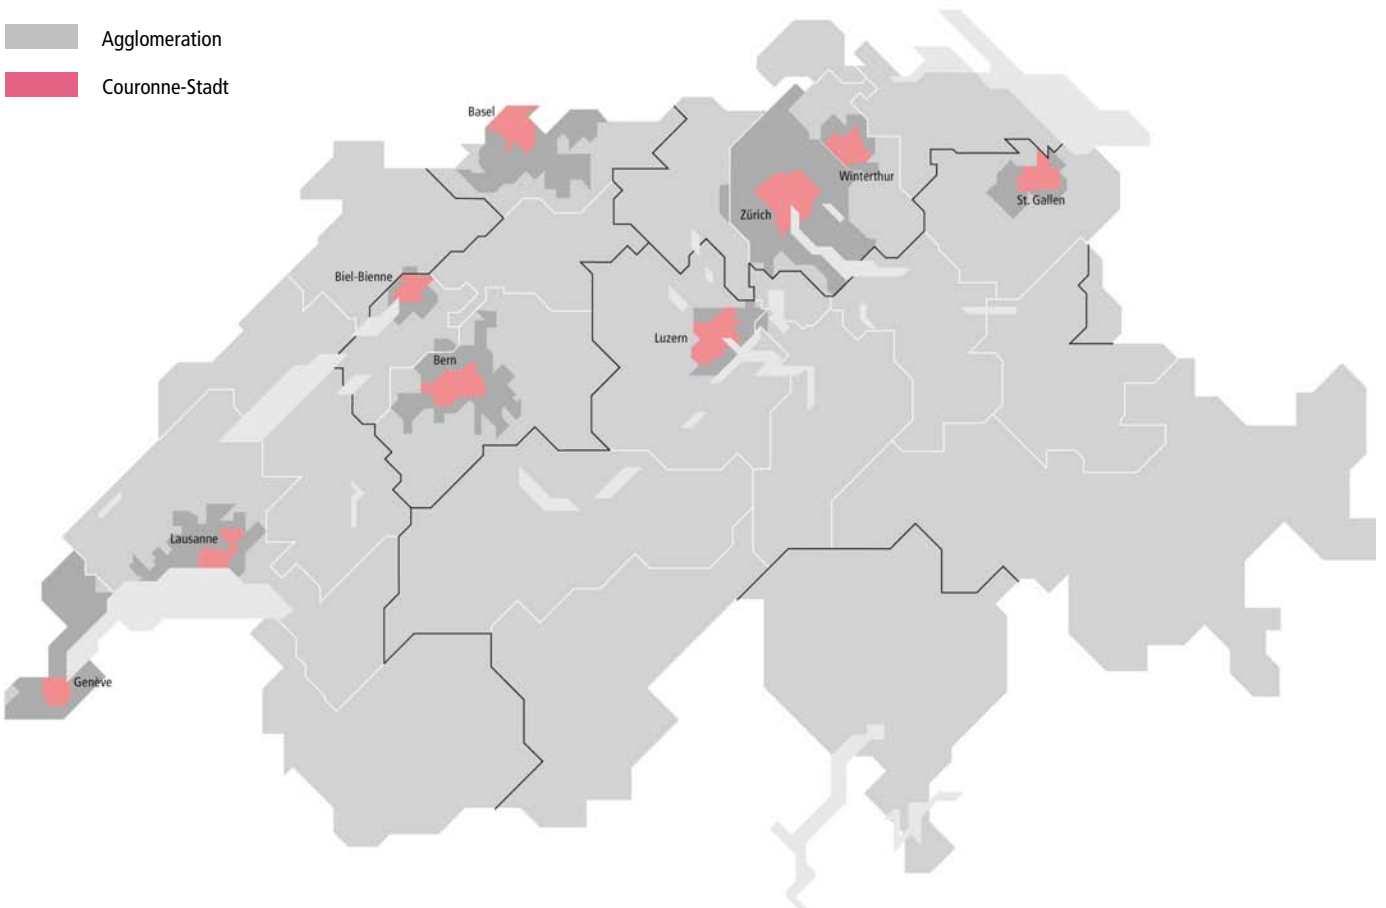 Agglomeration
Couronne-Stadt
Basel
Winterthur
Zürich
St. Gallen
Biel-Bienne
Luzern
Bern
Lausanne
Genève